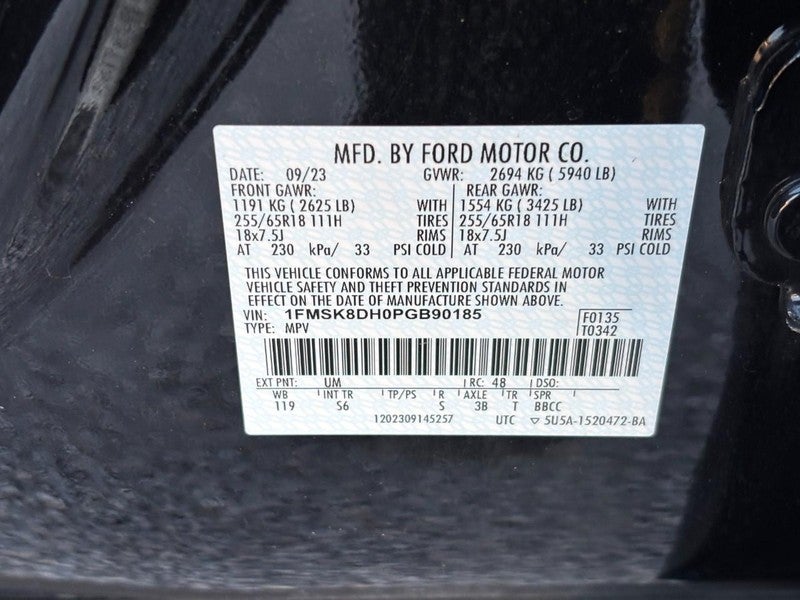 MFD. BY FORD MOTOR CO.
DATE: 09/23 GVWR: 2694 KG ( 5940 LB)
FRONT GAWR: REAR GAWR:
1191 KG ( 2625 LB) WITH 1554 KG ( 3425 LB) WITH
255/65R18 111H TIRES 255/65R18 111H TIRES
18x7.5J RIMS 18x7.5J RIMS
AT 230 kPa/ 33 PSI COLD AT 230 kPa/ 33 PSI COLD
THIS VEHICLE CONFORMS TO ALL APPLICABLE FEDERAL MOTOR
VEHICLE SAFETY AND THEFT PREVENTION STANDARDS IN
EFFECT ON THE DATE OF MANUFACTURE SHOWN ABOVE.
VIN: 1FMSK8DH0PGB90185 F0135
TYPE: MPV T0342
EXT PNT: UM RC: 48 DSO:
WB INT TR TP/PS R AXLE TR SPR
119 S6 S 3B T BBCC
1202309145257 UTC ▽ 5U5A-1520472-BA